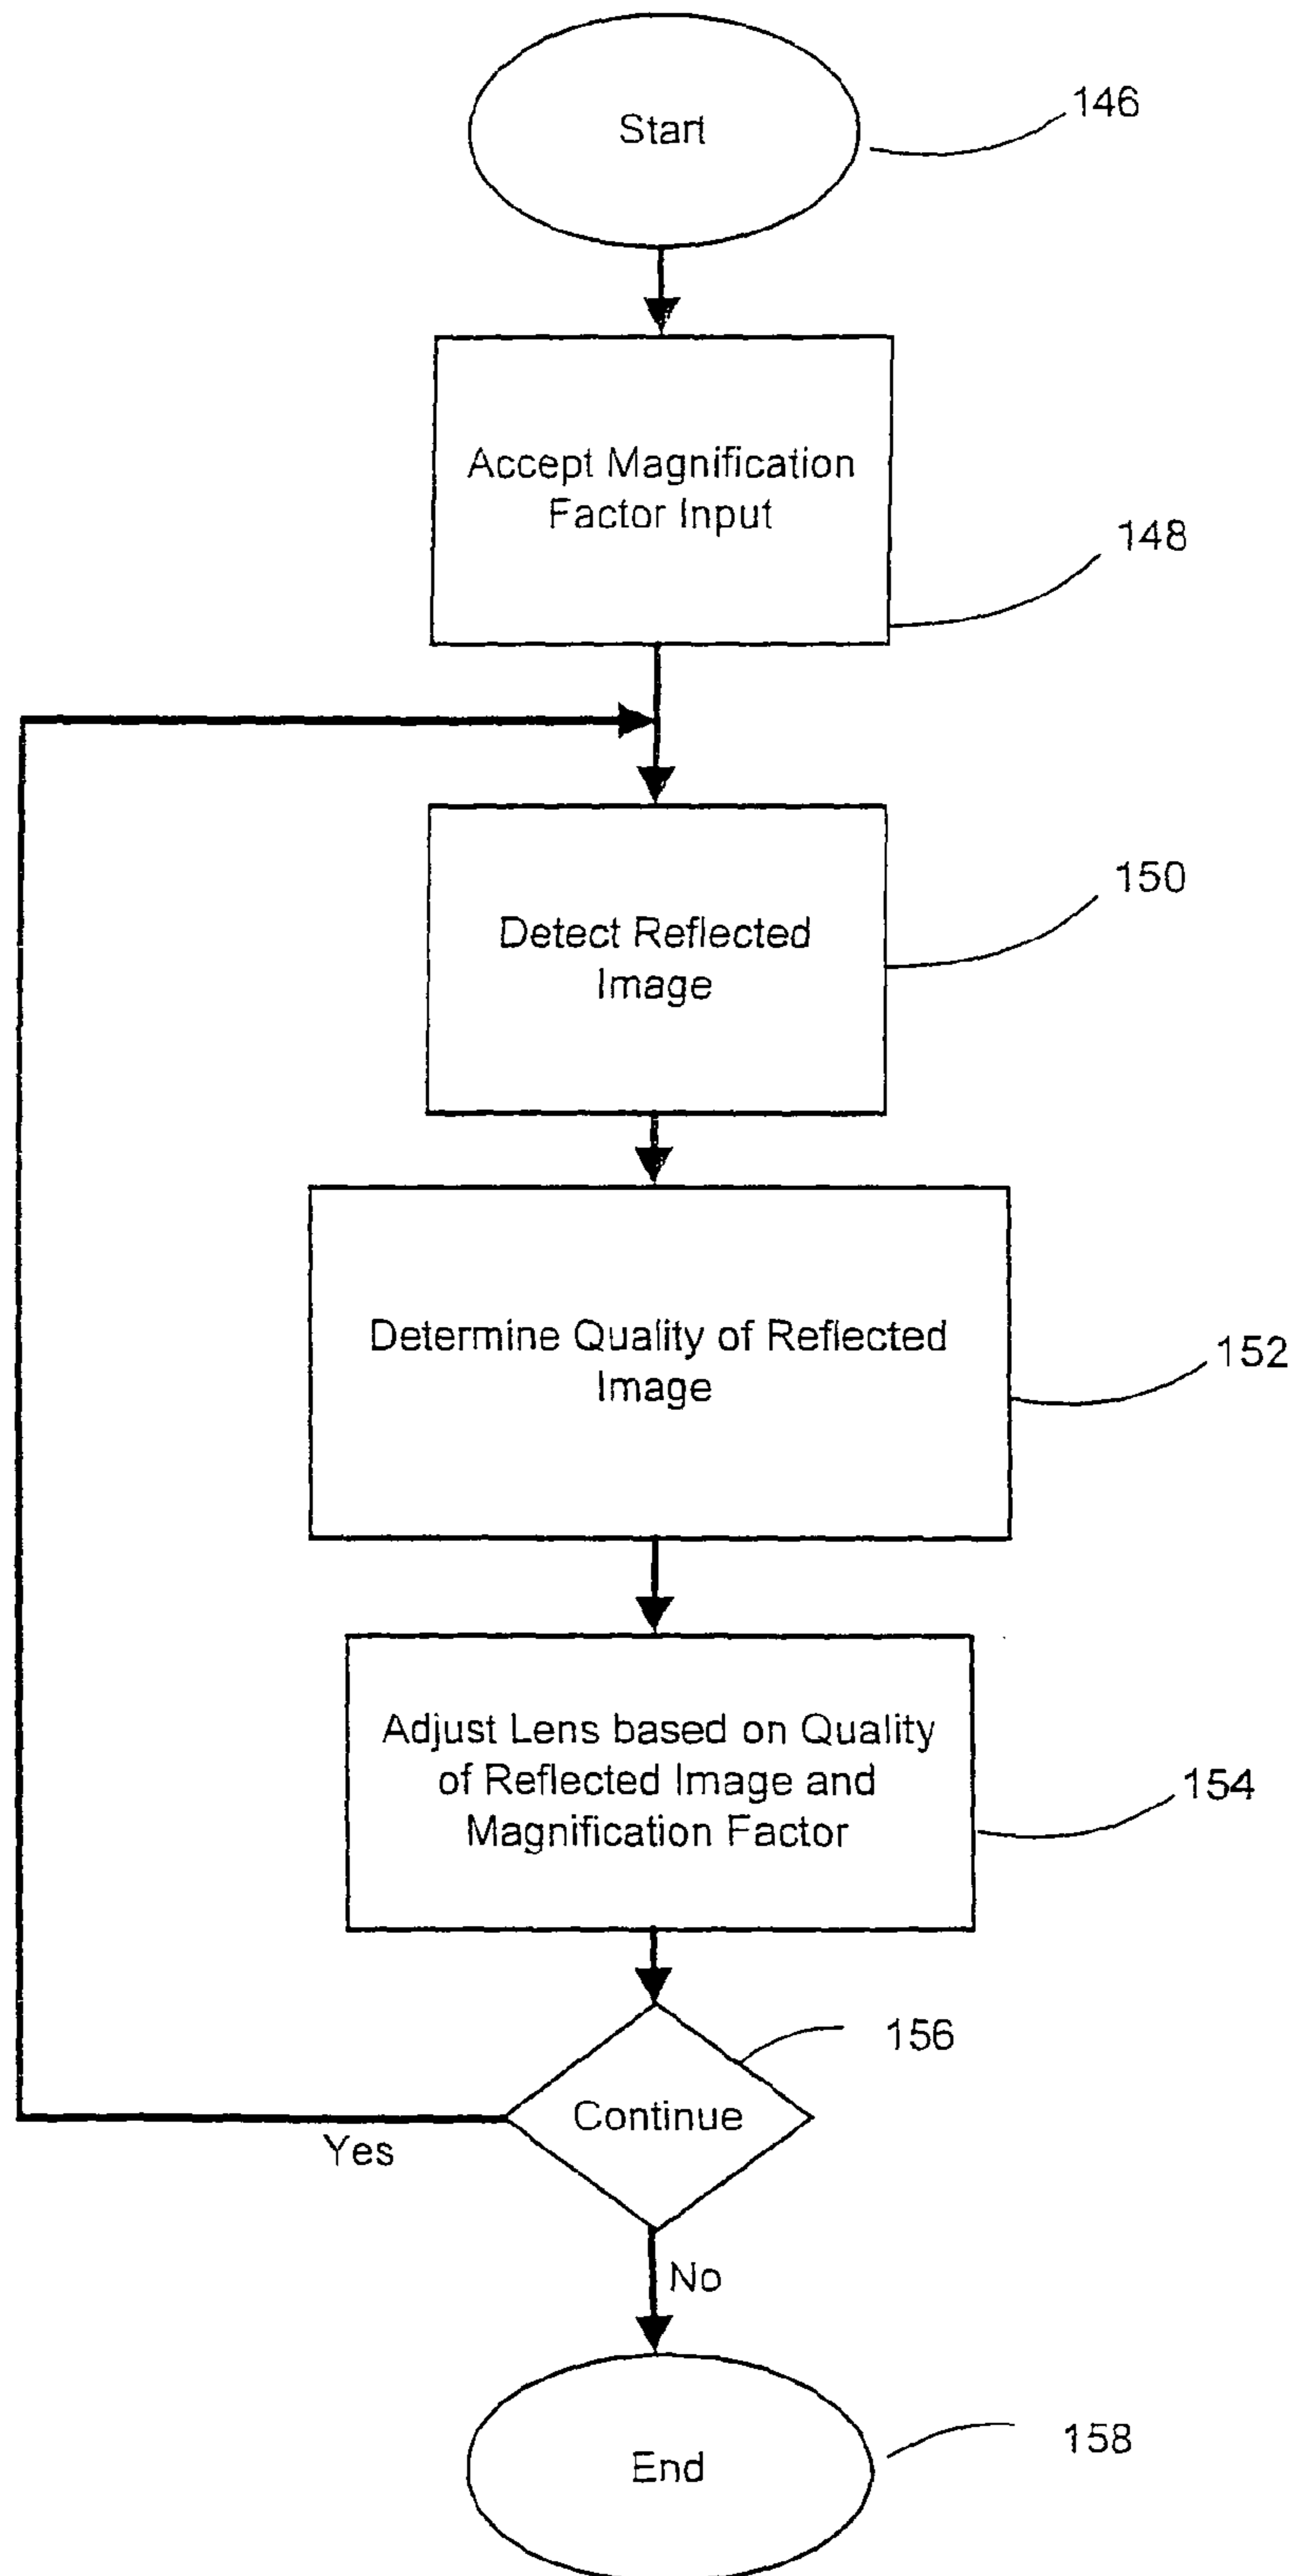 Start
146
Accept Magnification
Factor Input
148
Detect Reflected
Image
150
Determine Quality of Reflected
Image
152
Adjust Lens based on Quality
of Reflected Image and
Magnification Factor
154
Continue
156
Yes
No
End
158